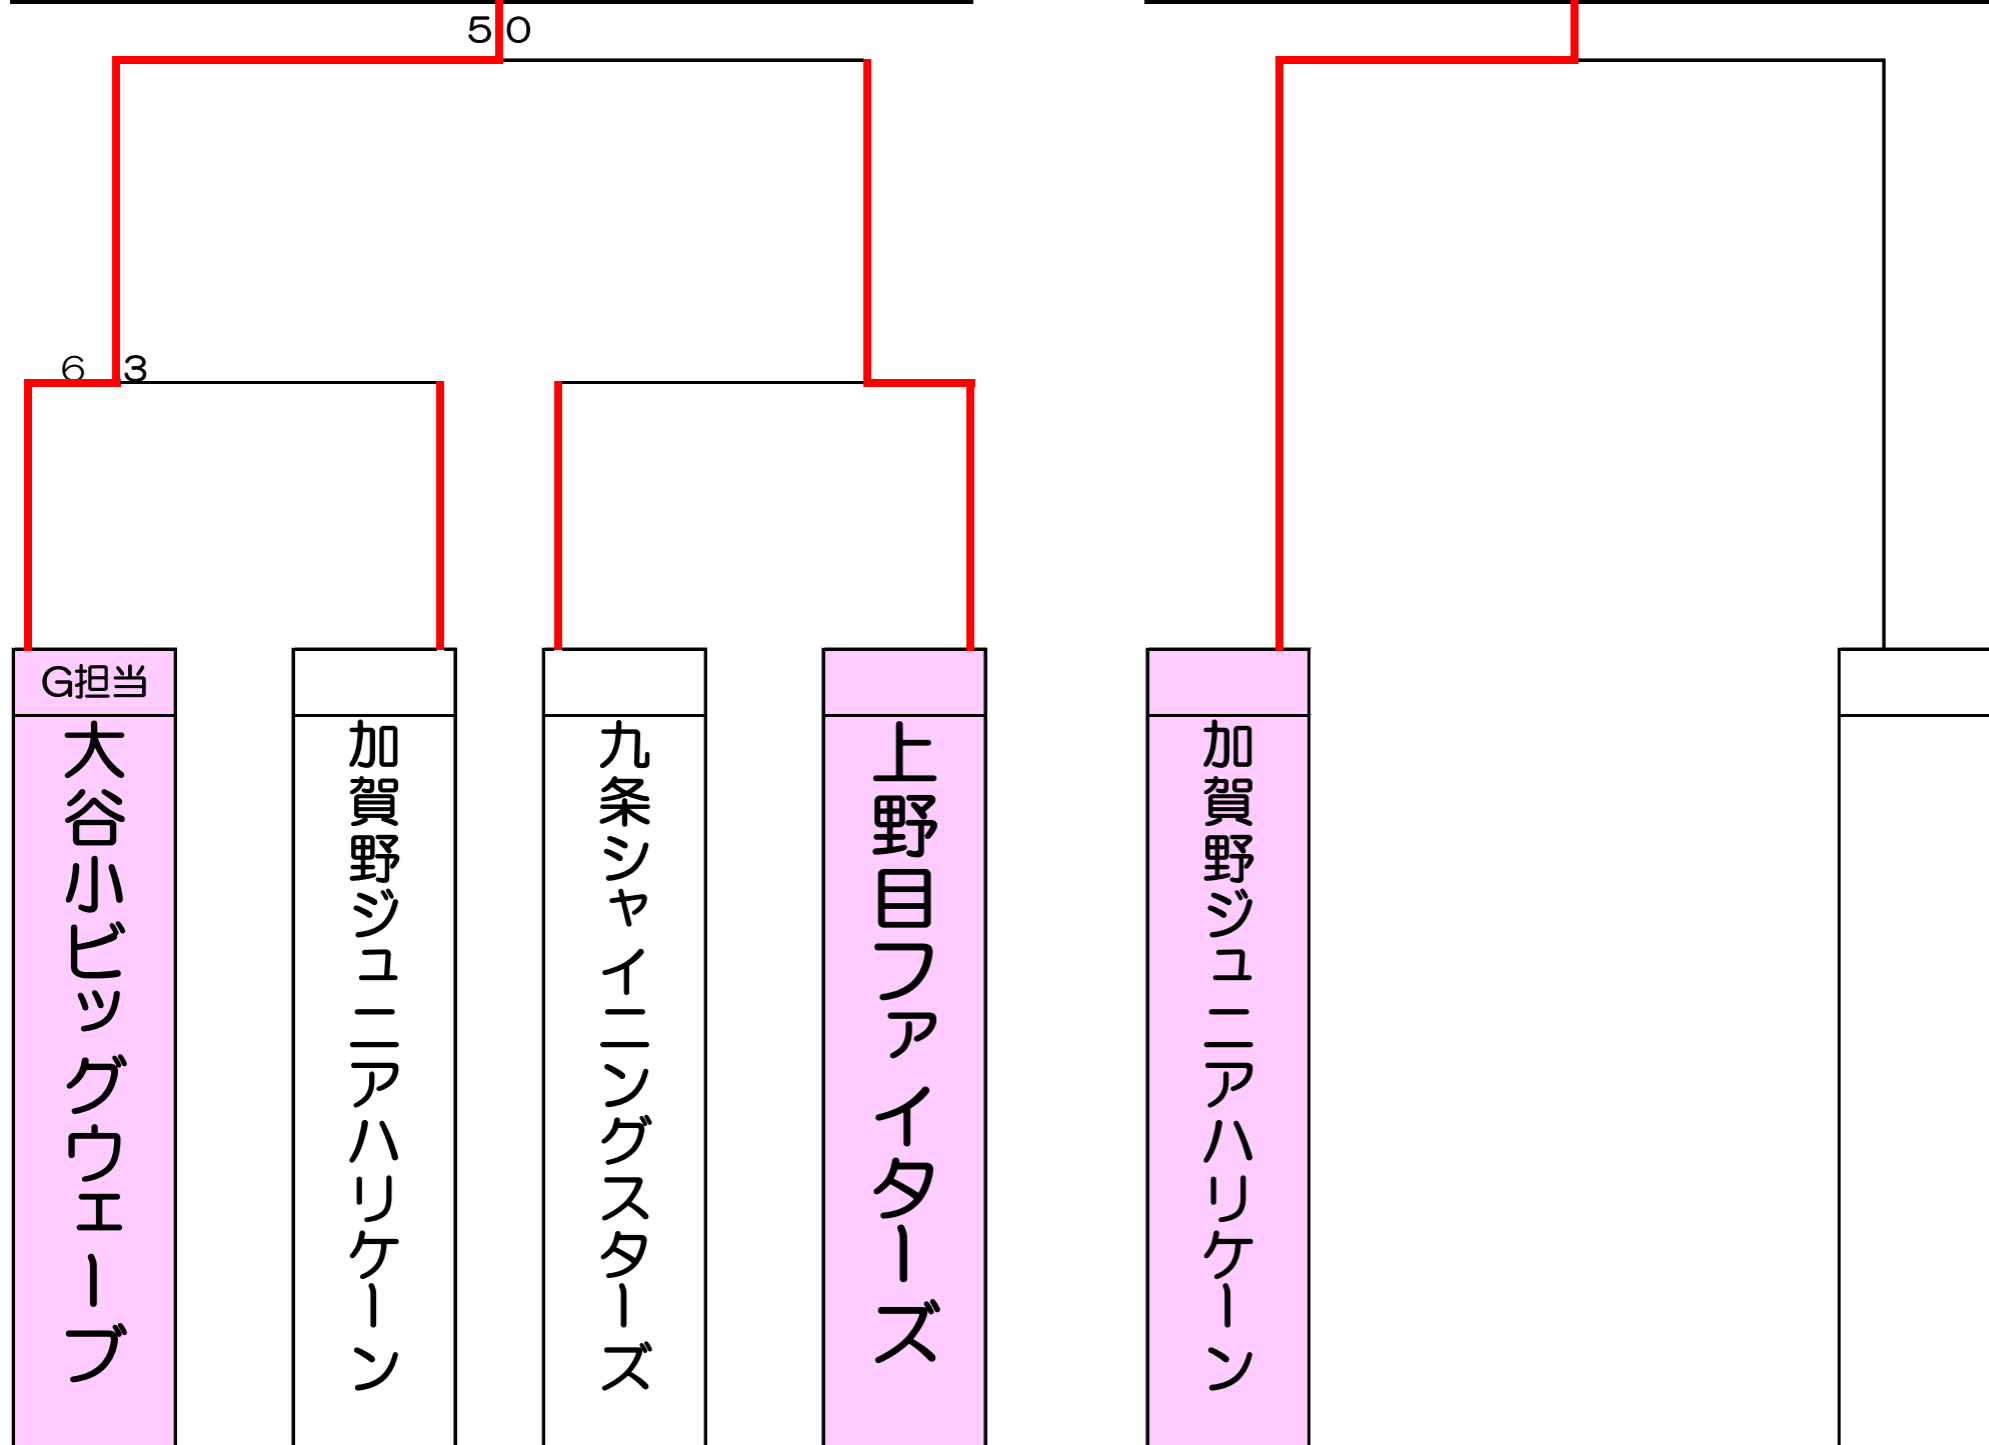 5 0
6 3
G担当
大谷小ビッグウェーブ
加賀野ジュニアハリケーン
九条シャイニングスターズ
上野目ファイターズ
加賀野ジュニアハリケーン